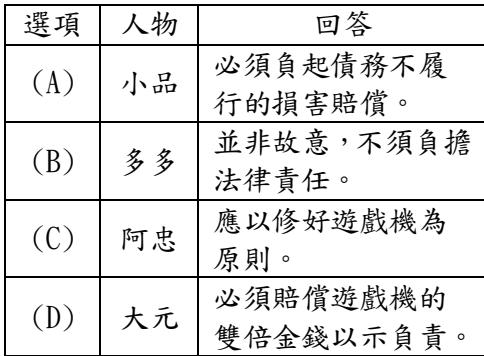 選項 人物 回答
(A) 小品 必須負起債務不履
行的損害賠償。
(B) 多多 並非故意，不須負擔
法律責任。
(C) 阿忠 應以修好遊戲機為
原則。
(D) 大元 必須賠償遊戲機的
雙倍金錢以示負責。